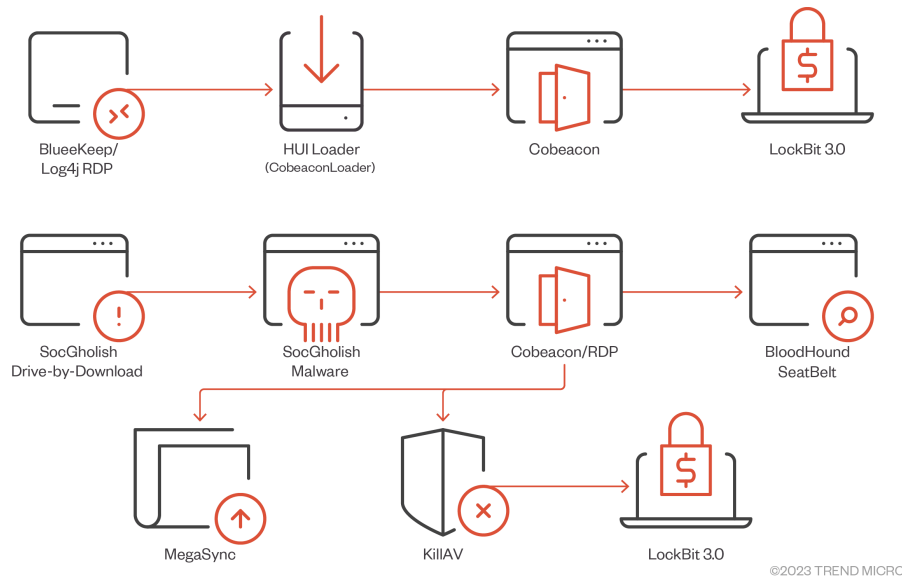 BlueeKeep/
Log4j RDP
HUI Loader
(CobeaconLoader)
Cobeacon
LockBit 3.0
SocGholish
Drive-by-Download
SocGholish
Malware
Cobeacon/RDP
BloodHound
SeatBelt
MegaSync
KillAV
LockBit 3.0
©2023 TREND MICRO